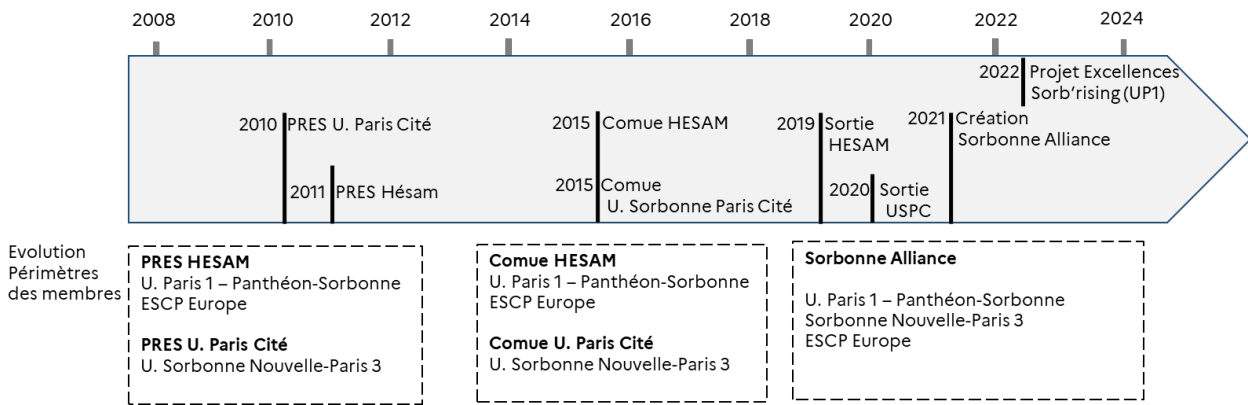 2008 2010 2012 2014 2016 2018 2020 2022 2024
2022 Projet Excellences
Sorb'rising (UP1)
2010 PRES U. Paris Cité
2011 PRES Hésam
2015 Comue HESAM
2015 Comue
U. Sorbonne Paris Cité
2019 Sortie
HESAM
2020 Sortie
USPC
2021 Création
Sorbonne Alliance
Evolution
Périmètres
des membres
PRES HESAM
U. Paris 1 – Panthéon-Sorbonne
ESCP Europe
PRES U. Paris Cité
U. Sorbonne Nouvelle-Paris 3
Comue HESAM
U. Paris 1 – Panthéon-Sorbonne
ESCP Europe
Comue U. Paris Cité
U. Sorbonne Nouvelle-Paris 3
Sorbonne Alliance
U. Paris 1 – Panthéon-Sorbonne
Sorbonne Nouvelle-Paris 3
ESCP Europe